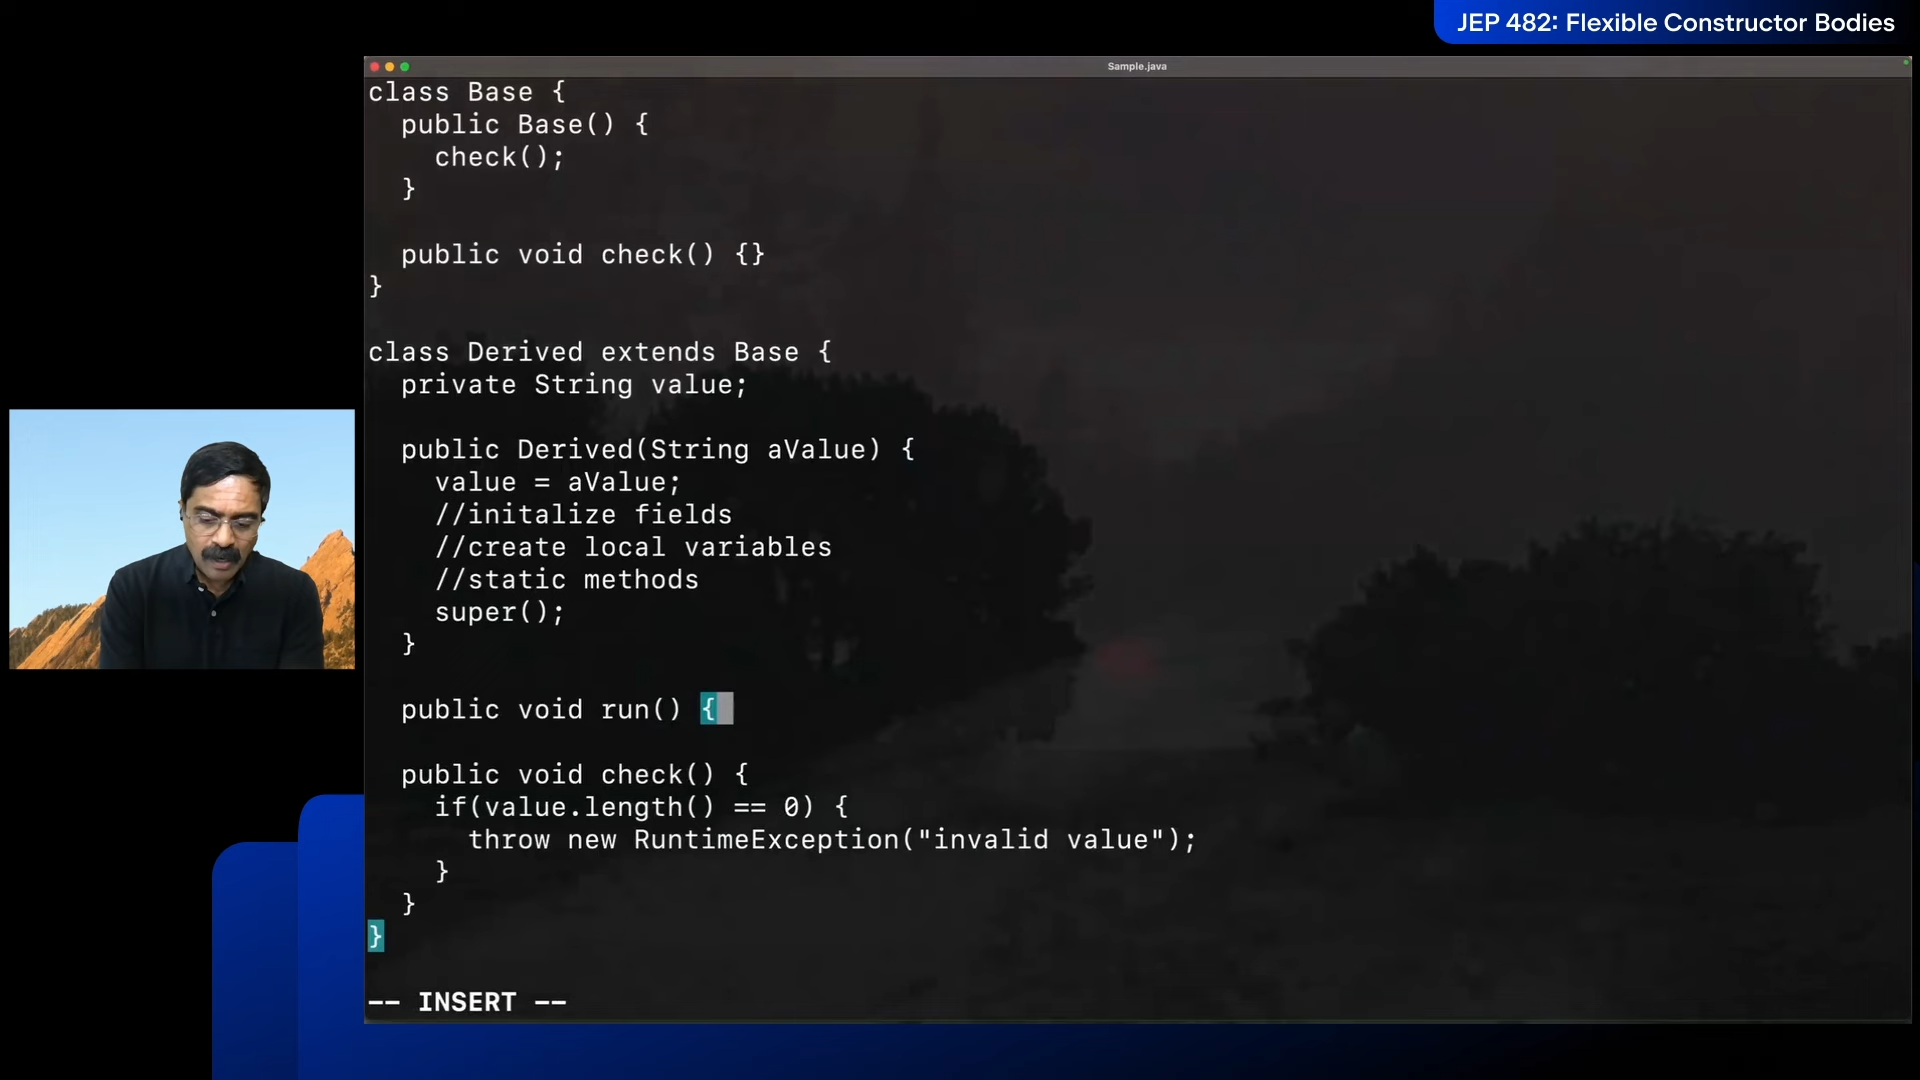 JEP 482: Flexible Constructor Bodies
Sample.java
class Base {
  public Base() {
    check();
  }

  public void check() {}
}

class Derived extends Base {
  private String value;

  public Derived(String aValue) {
    value = aValue;
    //initalize fields
    //create local variables
    //static methods
    super();
  }

  public void run() {

  public void check() {
    if(value.length() == 0) {
      throw new RuntimeException("invalid value");
    }
  }
}
-- INSERT --